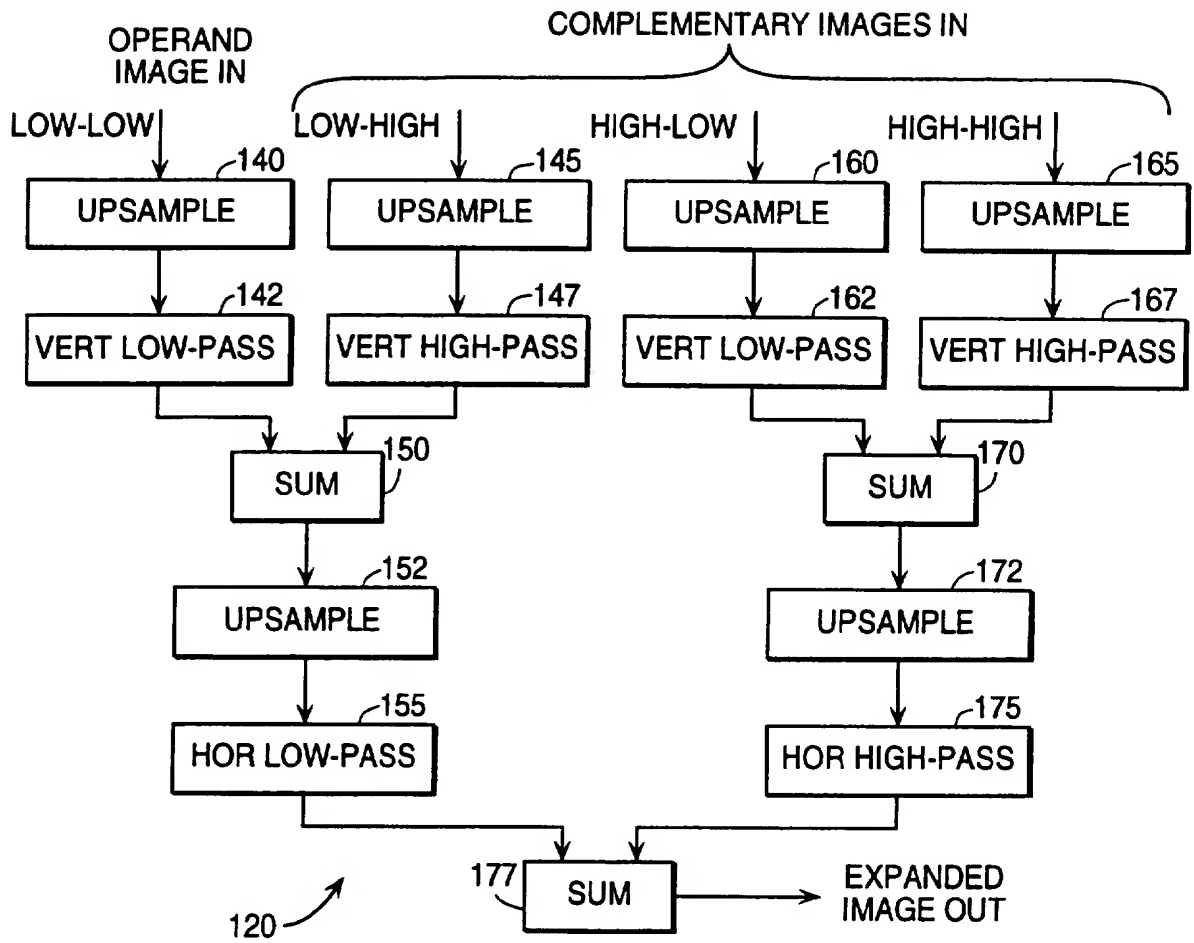 OPERAND
IMAGE IN
COMPLEMENTARY IMAGES IN
LOW-LOW
LOW-HIGH
HIGH-LOW
HIGH-HIGH
140
145
160
165
UPSAMPLE
UPSAMPLE
UPSAMPLE
UPSAMPLE
142
147
162
167
VERT LOW-PASS
VERT HIGH-PASS
VERT LOW-PASS
VERT HIGH-PASS
150
170
SUM
SUM
152
172
UPSAMPLE
UPSAMPLE
155
175
HOR LOW-PASS
HOR HIGH-PASS
177
SUM
EXPANDED
IMAGE OUT
120